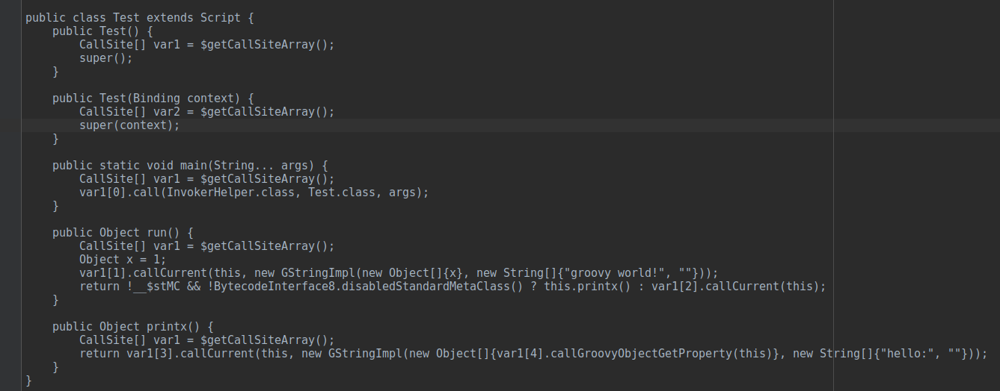 public class Test extends Script {
    public Test() {
        CallSite[] var1 = $getCallSiteArray();
        super();
    }

    public Test(Binding context) {
        CallSite[] var2 = $getCallSiteArray();
        super(context);
    }

    public static void main(String... args) {
        CallSite[] var1 = $getCallSiteArray();
        var1[0].call(InvokerHelper.class, Test.class, args);
    }

    public Object run() {
        CallSite[] var1 = $getCallSiteArray();
        Object x = 1;
        var1[1].callCurrent(this, new GStringImpl(new Object[]{x}, new String[]{"groovy world!", ""}));
        return !__$stMC && !BytecodeInterface8.disabledStandardMetaClass() ? this.printx() : var1[2].callCurrent(this);
    }

    public Object printx() {
        CallSite[] var1 = $getCallSiteArray();
        return var1[3].callCurrent(this, new GStringImpl(new Object[]{var1[4].callGroovyObjectGetProperty(this)}, new String[]{"hello:", ""}));
    }
}